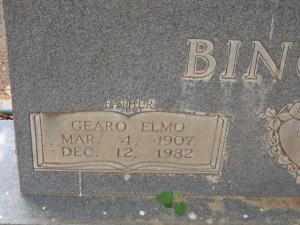 BIN
FATHER
GEARO ELMO
MAR. 4, 1907
DEC. 12, 1982